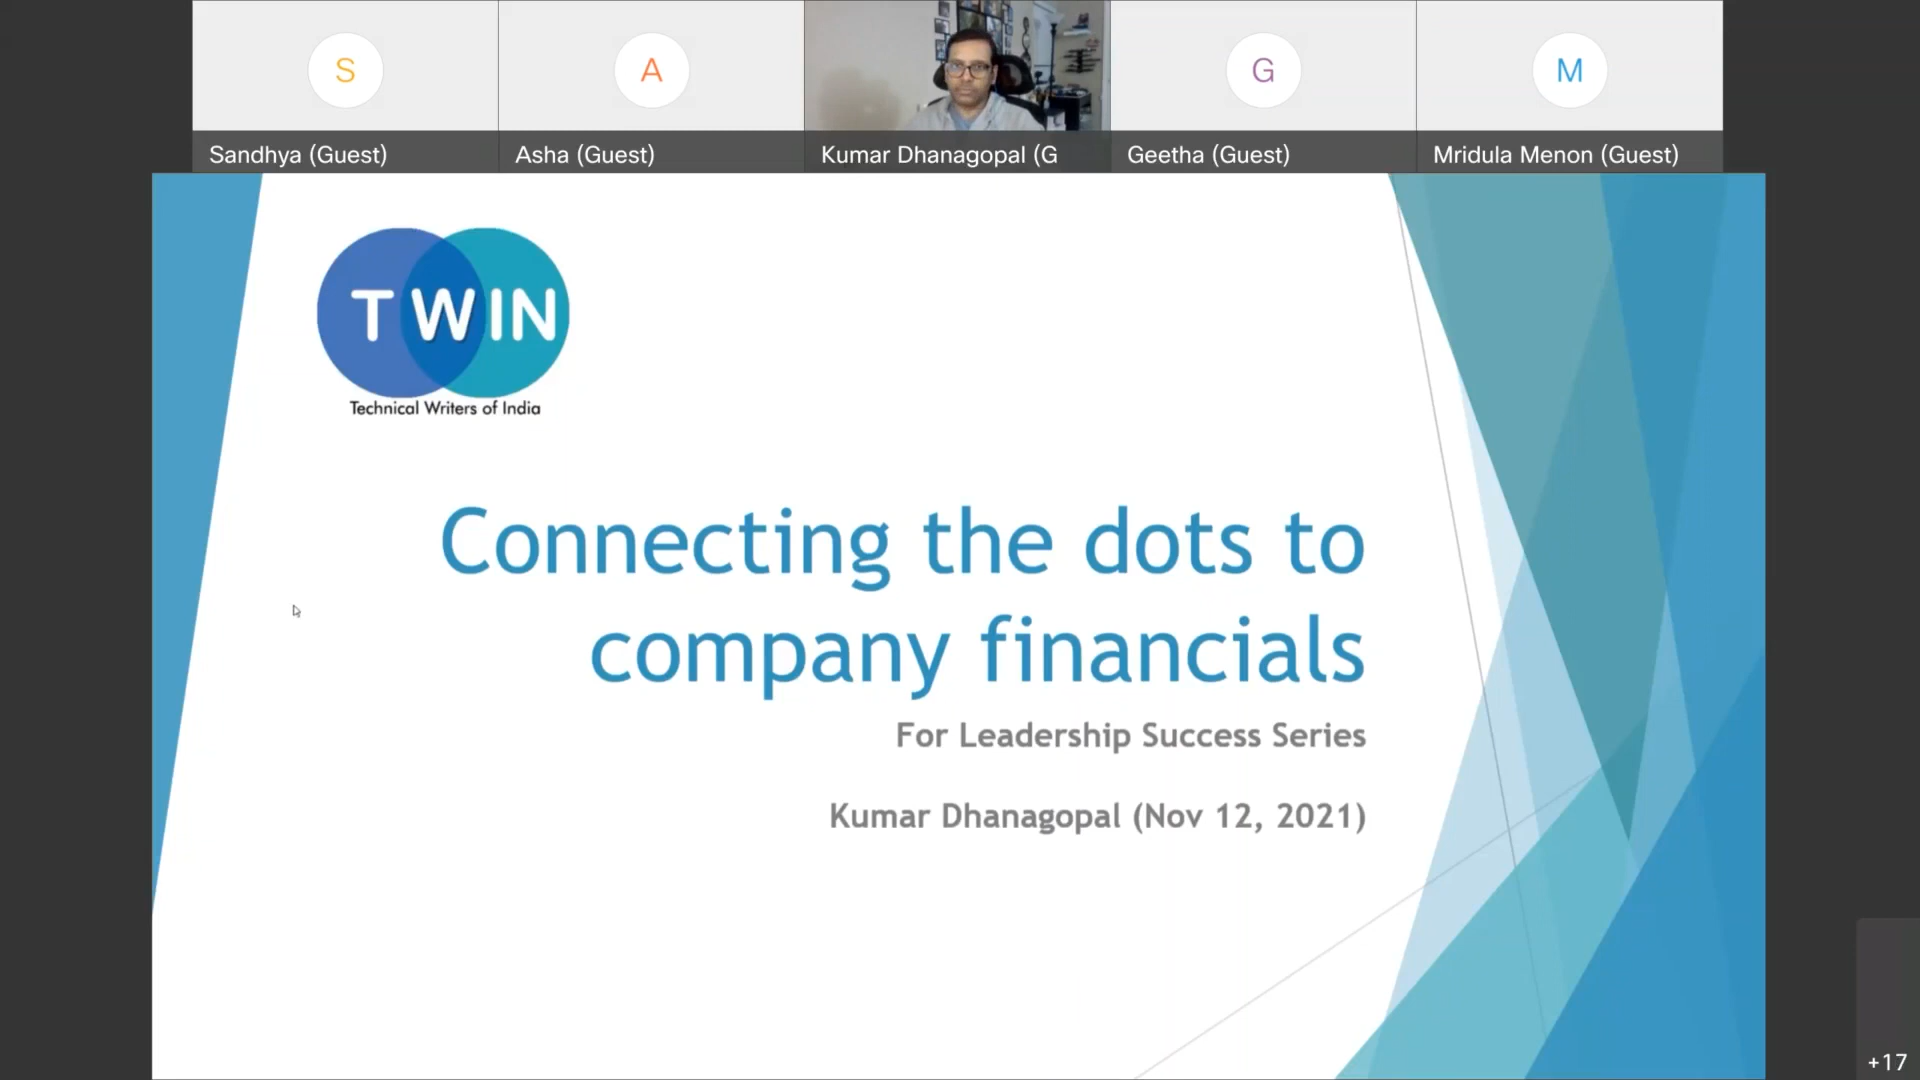 S
A
G
M
Sandhya (Guest)
Asha (Guest)
Kumar Dhanagopal (G
Geetha (Guest)
Mridula Menon (Guest)
TWIN
Technical Writers of India
Connecting the dots to
company financials
For Leadership Success Series
Kumar Dhanagopal (Nov 12, 2021)
+17